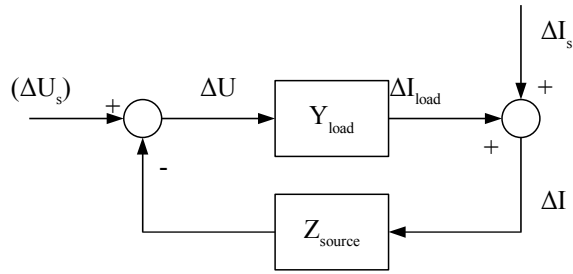 ΔI_s
(ΔU_s)
+
ΔU
Y_load
ΔI_load
+
+
-
Z_source
ΔI